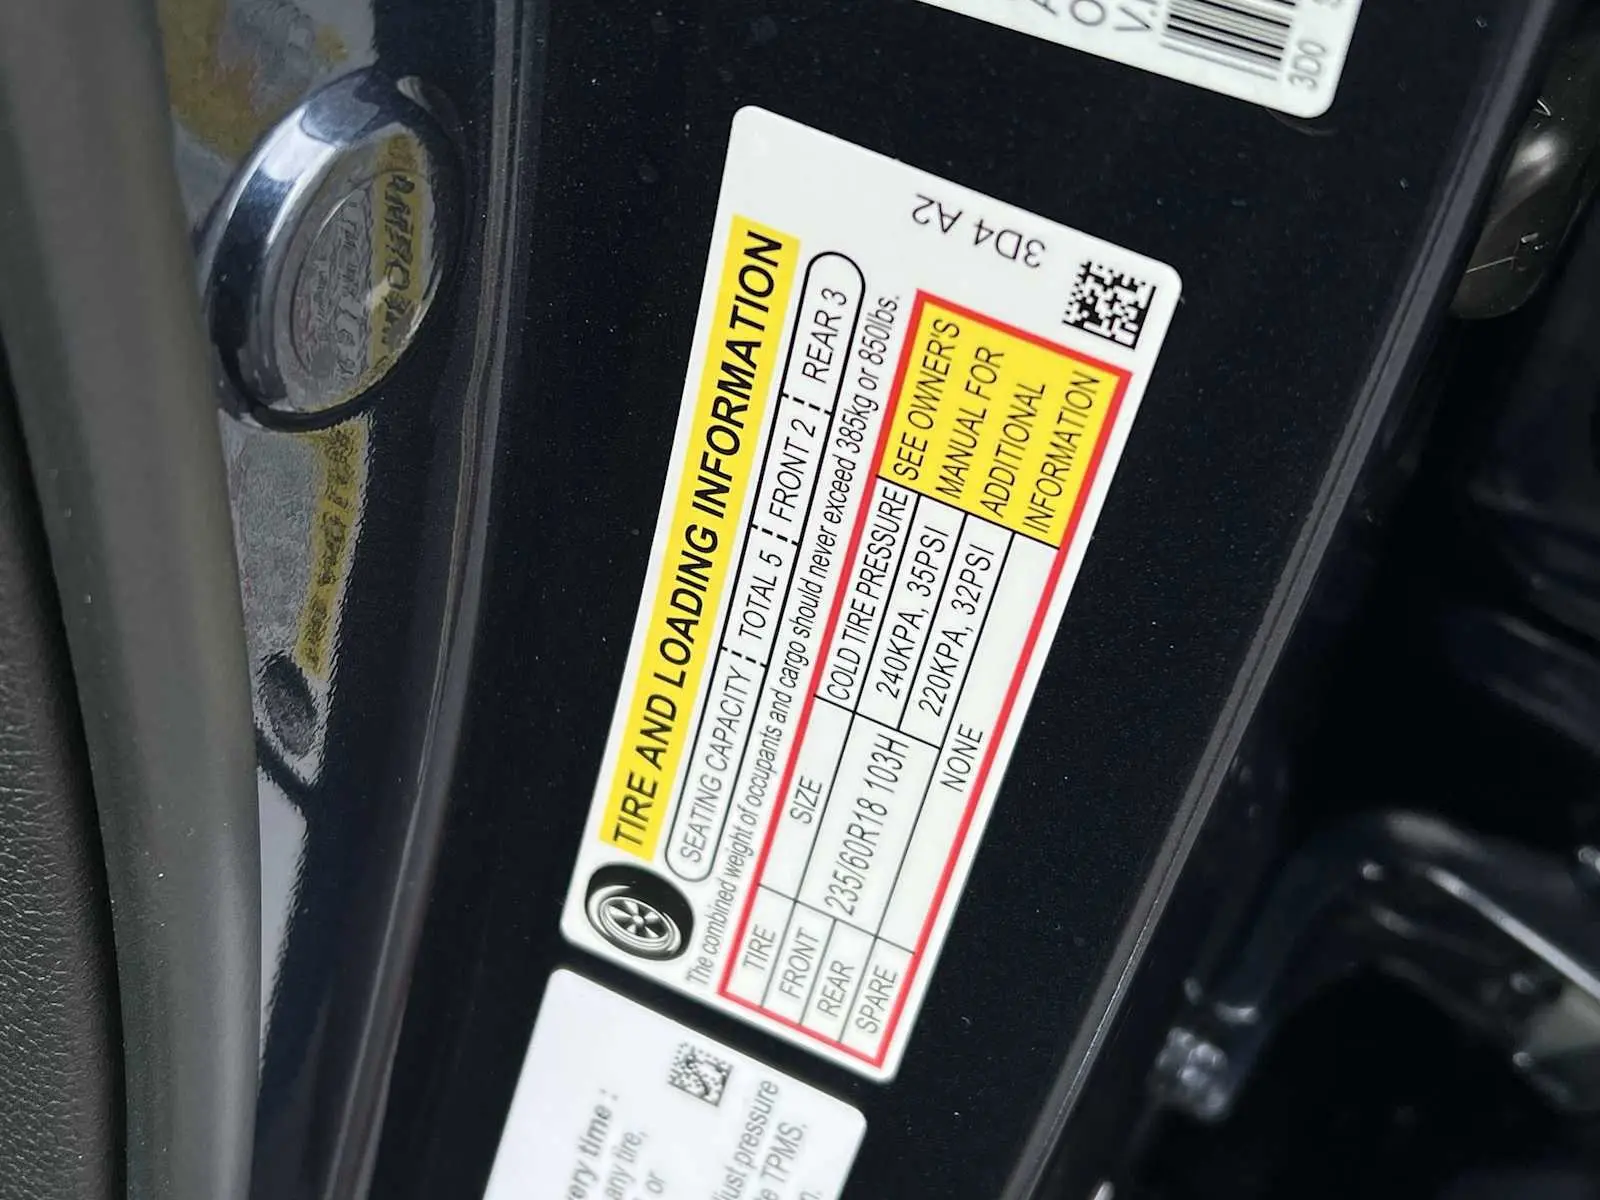 3D0
3D4 A2
TIRE AND LOADING INFORMATION
SEATING CAPACITY TOTAL 5 FRONT 2 REAR 3
The combined weight of occupants and cargo should never exceed 385kg or 850lbs.
TIRE SIZE COLD TIRE PRESSURE
FRONT 235/60R18 103H 240KPA, 35PSI
REAR 220KPA, 32PSI
SPARE NONE
SEE OWNER'S
MANUAL FOR
ADDITIONAL
INFORMATION
time :
any tire,
or
pressure
TPMS,